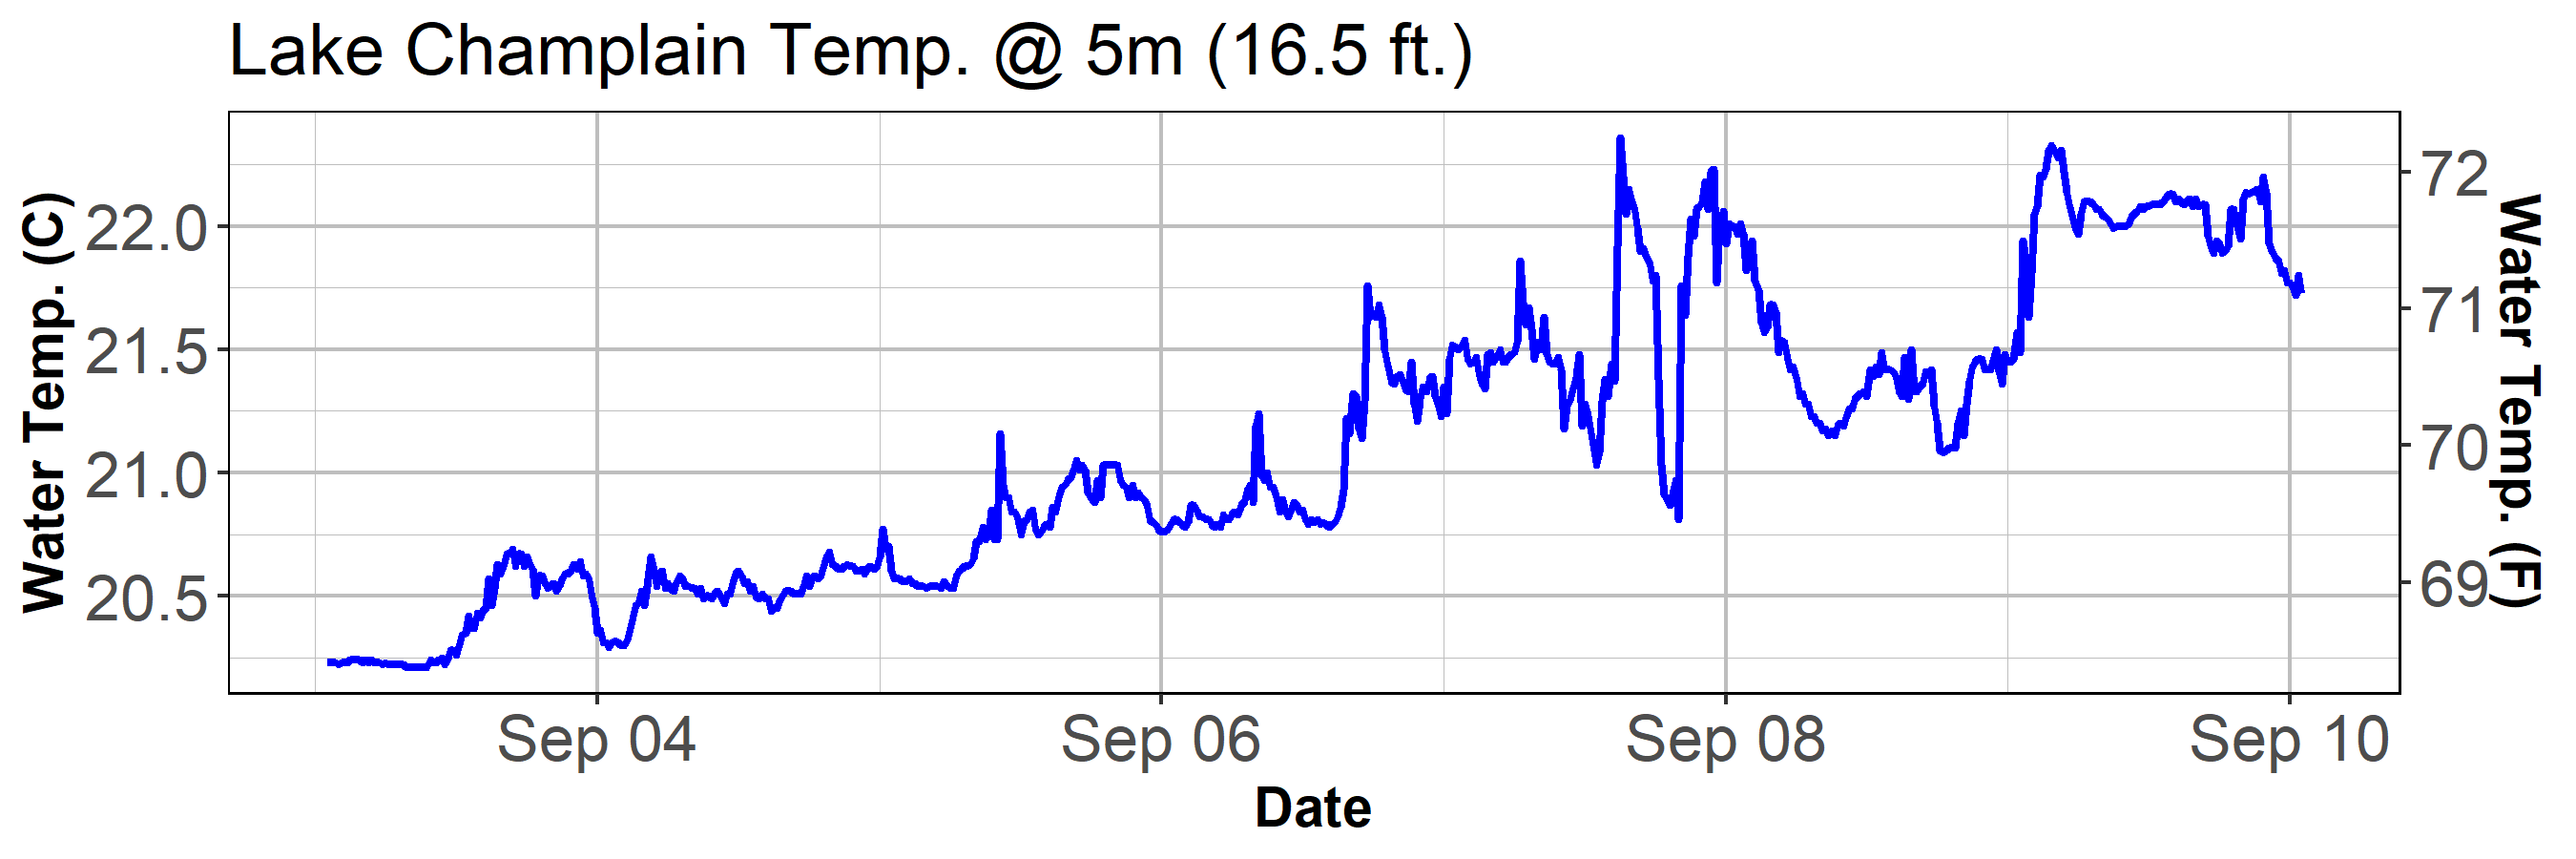 Lake Champlain Temp. @ 5m (16.5 ft.)
Water Temp. (C)
22.0
21.5
21.0
20.5
72
71
70
69
Water Temp. (F)
Sep 04 Sep 06 Sep 08 Sep 10
Date